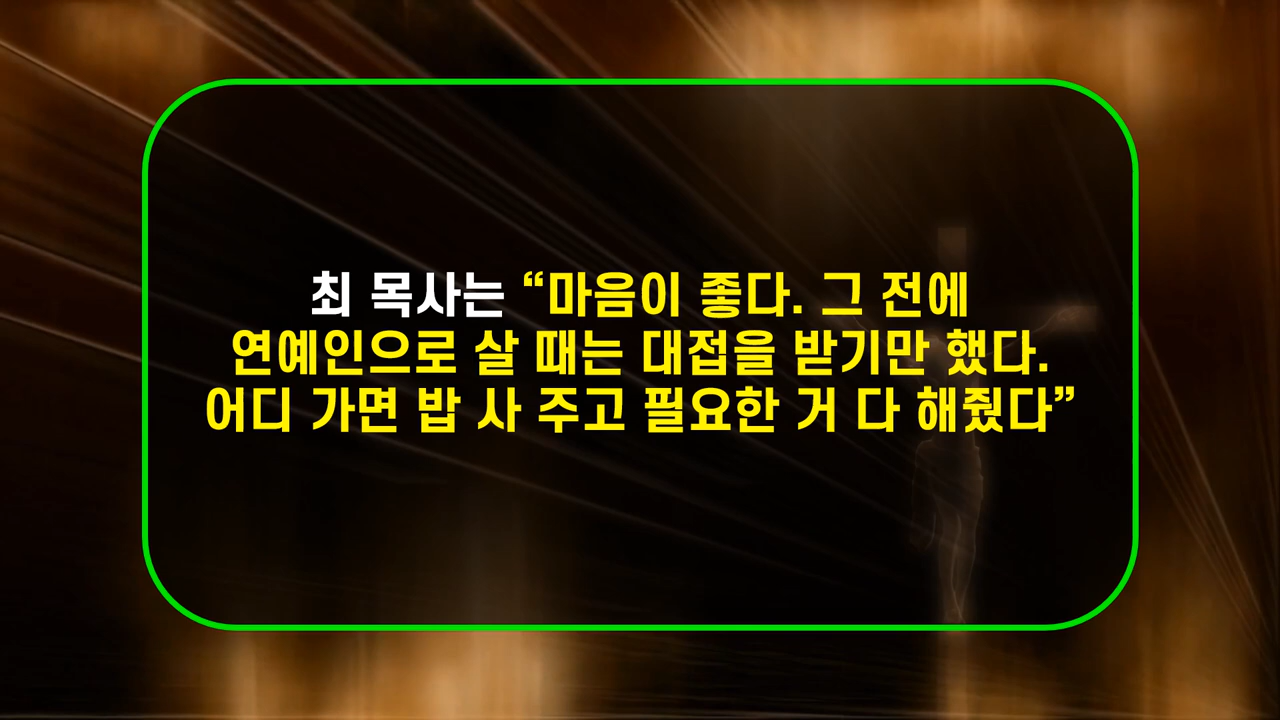 최 목사는 “마음이 좋다. 그 전에
연예인으로 살 때는 대접을 받기만 했다.
어디 가면 밥 사 주고 필요한 거 다 해줬다”